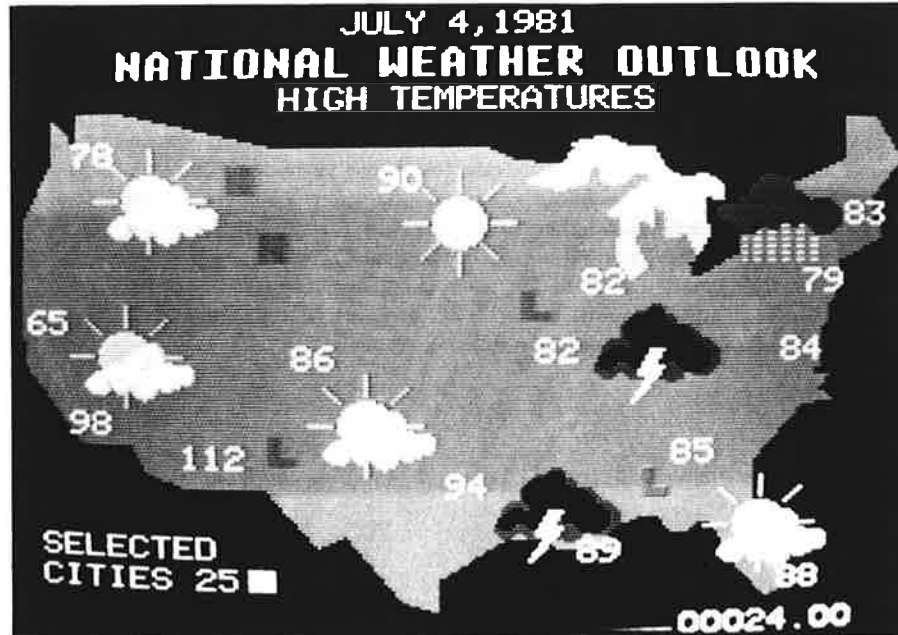 JULY 4,1981
NATIONAL WEATHER OUTLOOK
HIGH TEMPERATURES
78
90
83
82
79
65
86
82
84
98
112
85
94
L
L
L
89
SELECTED
CITIES 25
88
00024.00